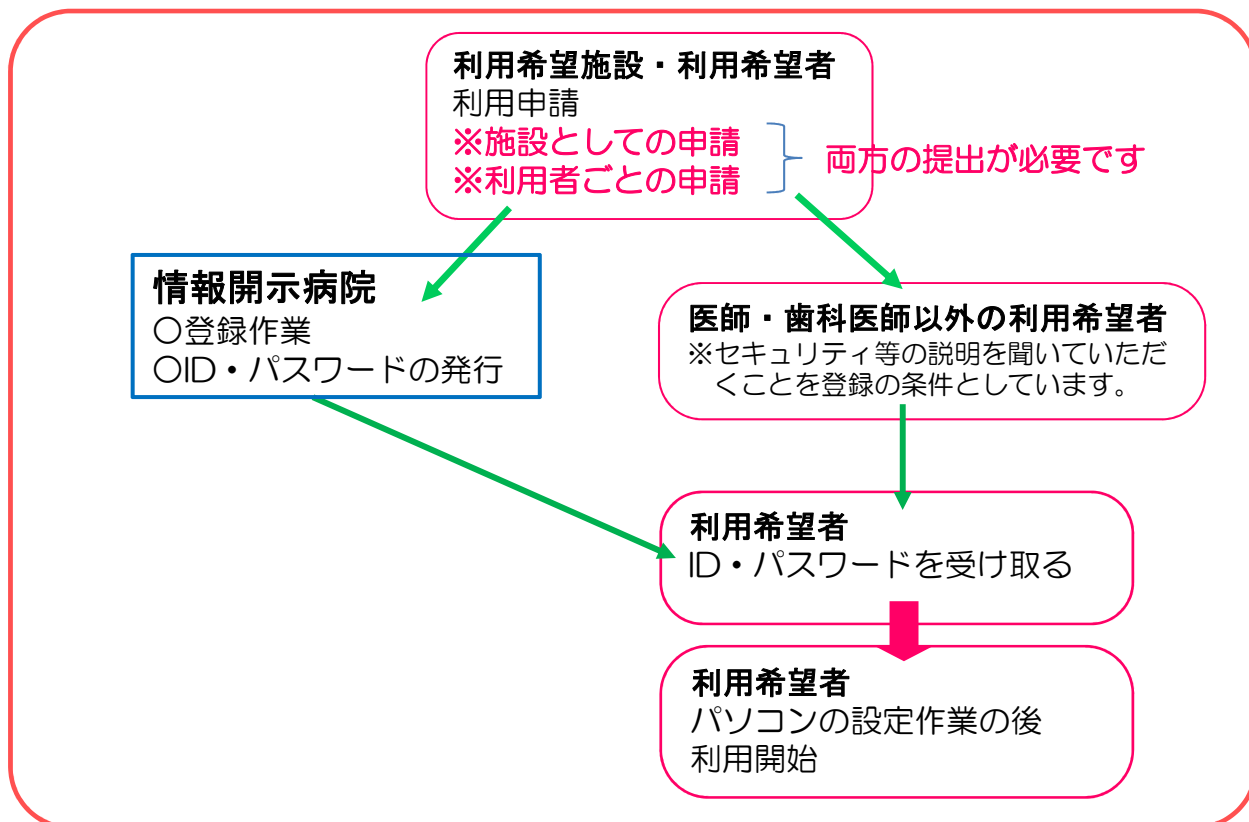 利用希望施設・利用希望者
利用申請
※施設としての申請
※利用者ごとの申請
両方の提出が必要です
情報開示病院
○登録作業
○ID・パスワードの発行
医師・歯科医師以外の利用希望者
※セキュリティ等の説明を聞いていただ
くことを登録の条件としています。
利用希望者
ID・パスワードを受け取る
利用希望者
パソコンの設定作業の後
利用開始